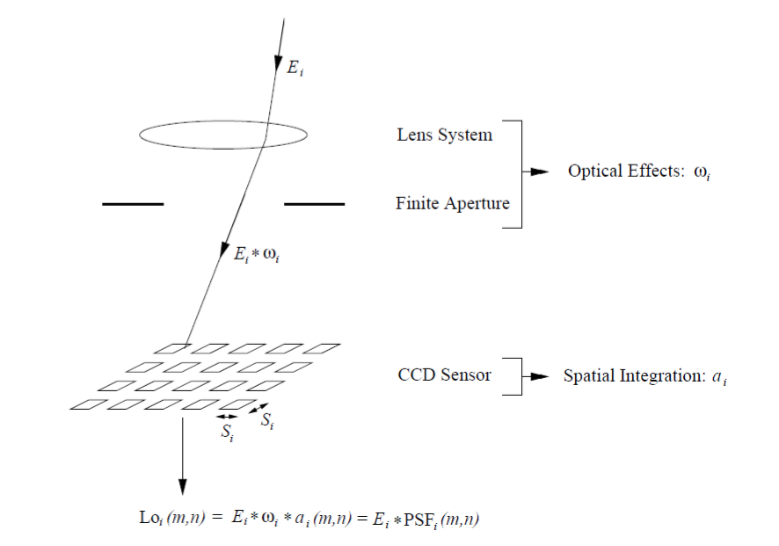 E_i
Lens System
Optical Effects: ω_i
Finite Aperture
E_i * ω_i
CCD Sensor
Spatial Integration: a_i
S_i
S_i
Lo_i (m,n) = E_i * ω_i * a_i (m,n) = E_i * PSF_i (m,n)